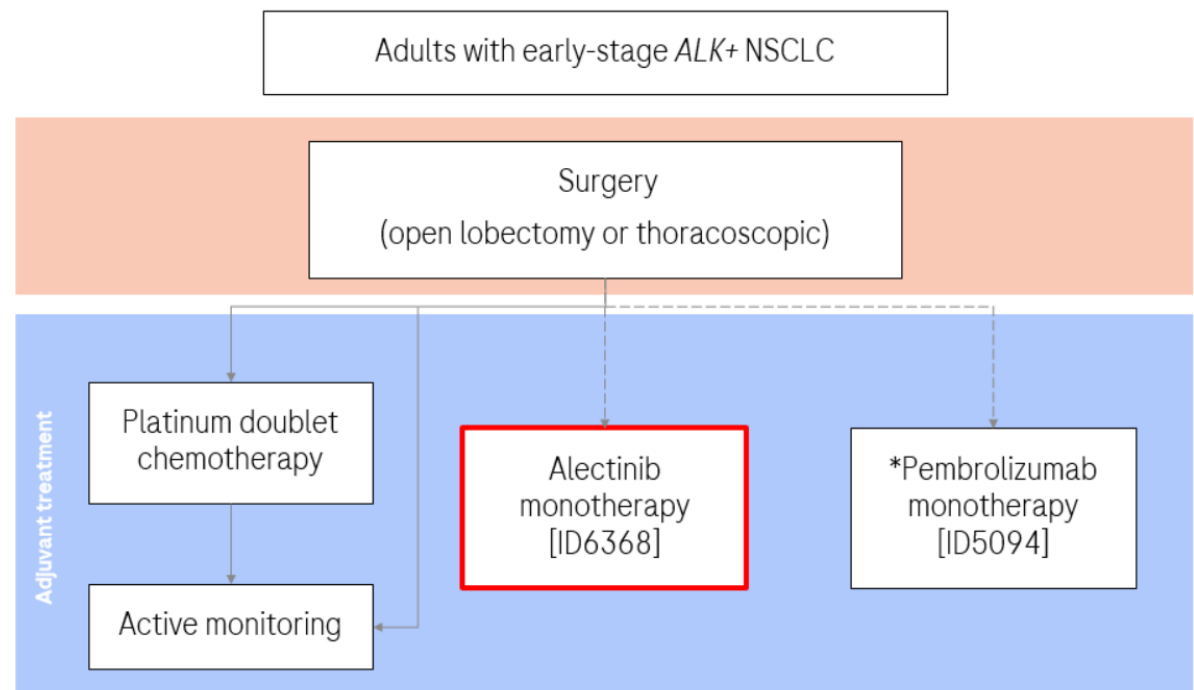 Adults with early-stage ALK+ NSCLC
Surgery
(open lobectomy or thoracoscopic)
Adjuvant treatment
Platinum doublet
chemotherapy
Active monitoring
Alectinib
monotherapy
[ID6368]
*Pembrolizumab
monotherapy
[ID5094]